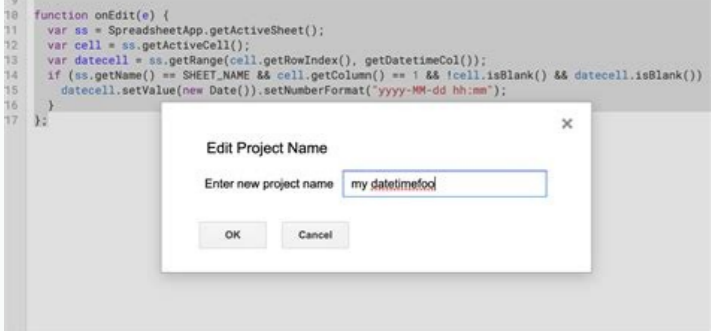 9
10 function onEdit(e) {
11 var ss = SpreadsheetApp.getActiveSheet();
12 var cell = ss.getActiveCell();
13 var datecell = ss.getRange(cell.getRowIndex(), getDatetimeCol());
14 if (ss.getName() == SHEET_NAME && cell.getColumn() == 1 && !cell.isBlank() && datecell.isBlank())
15 datecell.setValue(new Date()).setNumberFormat("yyyy-MM-dd hh:mm");
16 }
17 };
×
Edit Project Name
Enter new project name my datetimefoo
OK Cancel